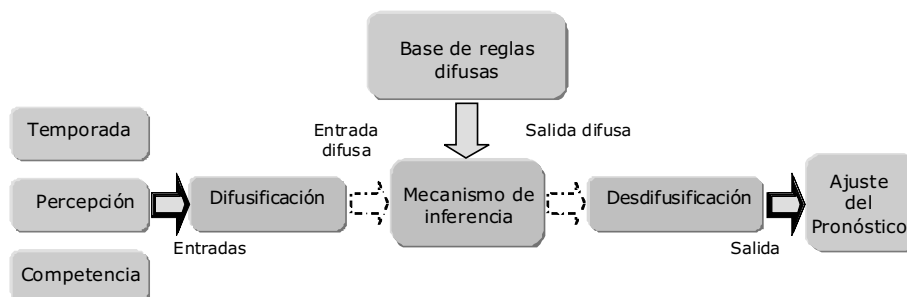 Base de reglas
difusas
Temporada
Entrada
difusa
Salida difusa
Percepción
Difusificación
Mecanismo de
inferencia
Desdifusificación
Ajuste
del
Pronóstico
Entradas
Salida
Competencia